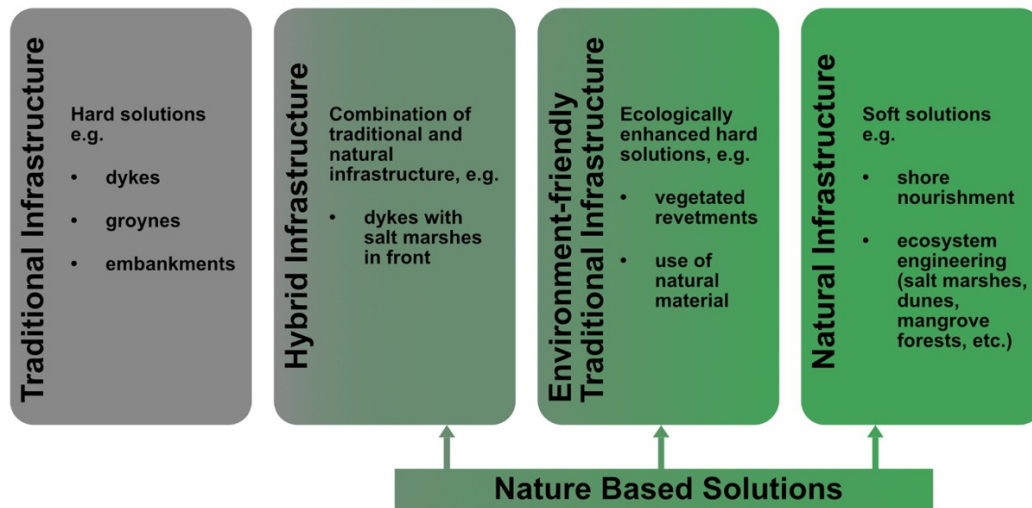 Traditional Infrastructure
Hard solutions
e.g.
• dykes
• groynes
• embankments
Hybrid Infrastructure
Combination of
traditional and
natural
infrastructure, e.g.
• dykes with
salt marshes
in front
Environment-friendly
Traditional Infrastructure
Ecologically
enhanced hard
solutions, e.g.
• vegetated
revetments
• use of
natural
material
Natural Infrastructure
Soft solutions
e.g.
• shore
nourishment
• ecosystem
engineering
(salt marshes,
dunes,
mangrove
forests, etc.)
Nature Based Solutions